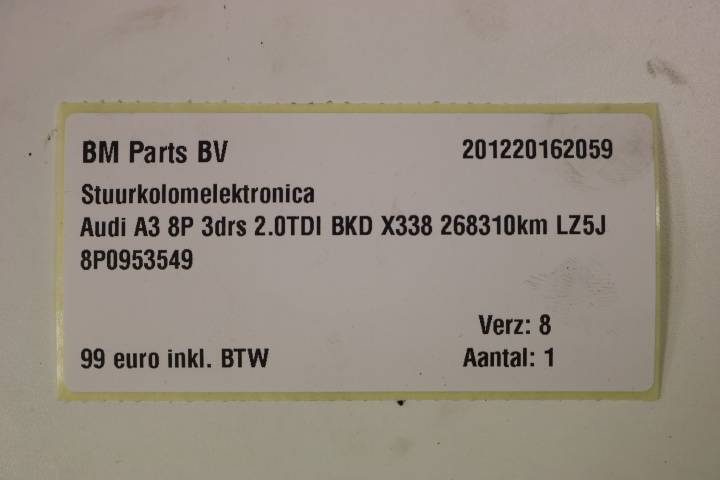 BM Parts BV 201220162059
Stuurkolomelektronica
Audi A3 8P 3drs 2.0TDI BKD X338 268310km LZ5J
8P0953549
Verz: 8
99 euro inkl. BTW Aantal: 1